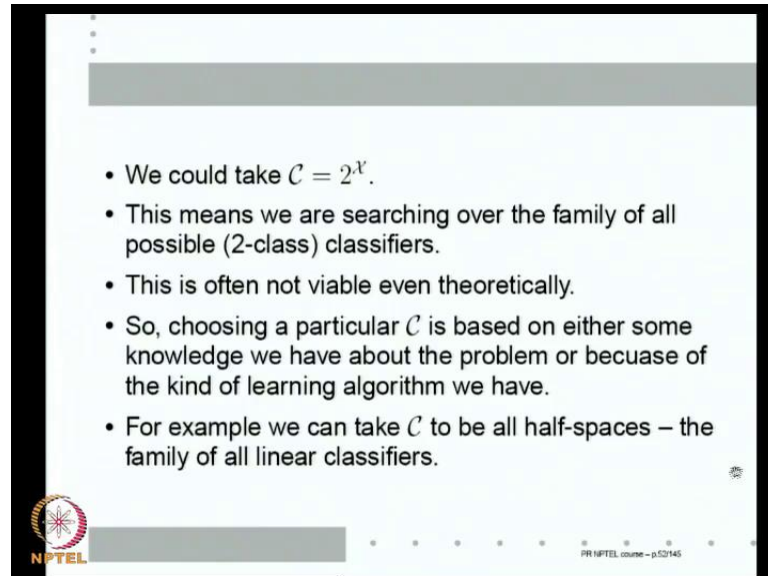 • We could take 𝒞 = 2^𝒳.
• This means we are searching over the family of all
possible (2-class) classifiers.
• This is often not viable even theoretically.
• So, choosing a particular 𝒞 is based on either some
knowledge we have about the problem or becuase of
the kind of learning algorithm we have.
• For example we can take 𝒞 to be all half-spaces – the
family of all linear classifiers.
NPTEL
PR NPTEL course – p.52/145